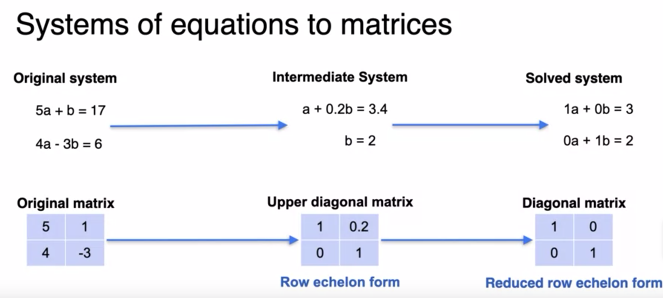 Systems of equations to matrices
Original system
Intermediate System
Solved system
5a + b = 17
a + 0.2b = 3.4
1a + 0b = 3
4a - 3b = 6
b = 2
0a + 1b = 2
Original matrix
Upper diagonal matrix
Diagonal matrix
5 1
1 0.2
1 0
4 -3
0 1
0 1
Row echelon form
Reduced row echelon form